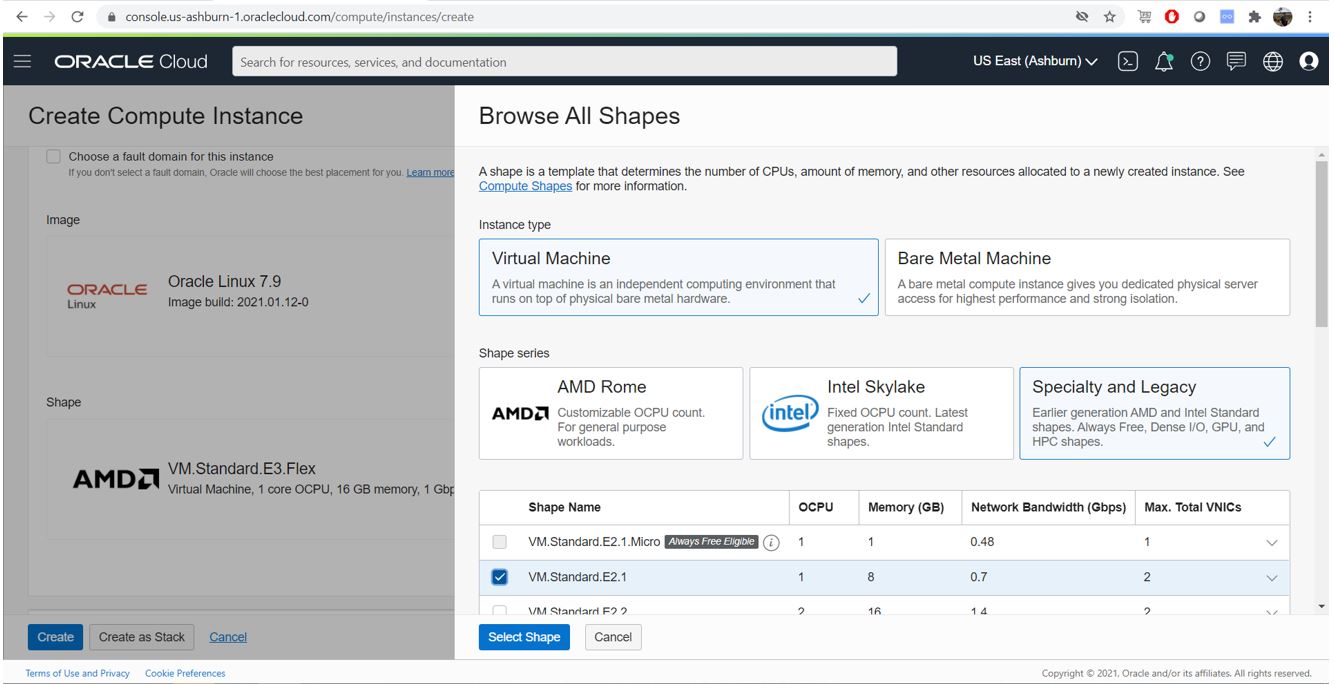 console.us-ashburn-1.oraclecloud.com/compute/instances/create
ORACLE Cloud
Search for resources, services, and documentation
US East (Ashburn)
Create Compute Instance
Choose a fault domain for this instance
If you don't select a fault domain, Oracle will choose the best placement for you. Learn more
Image
ORACLE
Linux
Oracle Linux 7.9
Image build: 2021.01.12-0
Shape
AMD
VM.Standard.E3.Flex
Virtual Machine, 1 core OCPU, 16 GB memory, 1 Gbp
Create
Create as Stack
Cancel
Browse All Shapes
A shape is a template that determines the number of CPUs, amount of memory, and other resources allocated to a newly created instance. See
Compute Shapes for more information.
Instance type
Virtual Machine
A virtual machine is an independent computing environment that
runs on top of physical bare metal hardware.
Bare Metal Machine
A bare metal compute instance gives you dedicated physical server
access for highest performance and strong isolation.
Shape series
AMD
AMD Rome
Customizable OCPU count.
For general purpose
workloads.
intel
Intel Skylake
Fixed OCPU count. Latest
generation Intel Standard
shapes.
Specialty and Legacy
Earlier generation AMD and Intel Standard
shapes. Always Free, Dense I/O, GPU, and
HPC shapes.
Shape Name OCPU Memory (GB) Network Bandwidth (Gbps) Max. Total VNICs
VM.Standard.E2.1.Micro Always Free Eligible i 1 1 0.48 1
VM.Standard.E2.1 1 8 0.7 2
VM.Standard.E2.2 2 16 1.4 2
Select Shape
Cancel
Terms of Use and Privacy Cookie Preferences
Copyright © 2021, Oracle and/or its affiliates. All rights reserved.